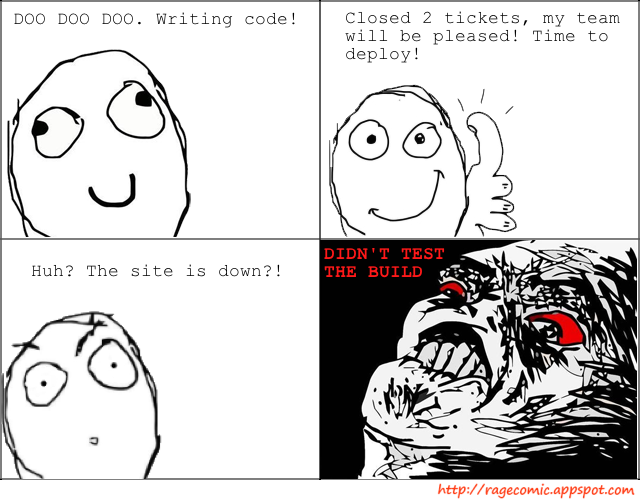 DOO DOO DOO. Writing code!
Closed 2 tickets, my team
will be pleased! Time to
deploy!
Huh? The site is down?!
DIDN'T TEST
THE BUILD
http://ragecomic.appspot.com